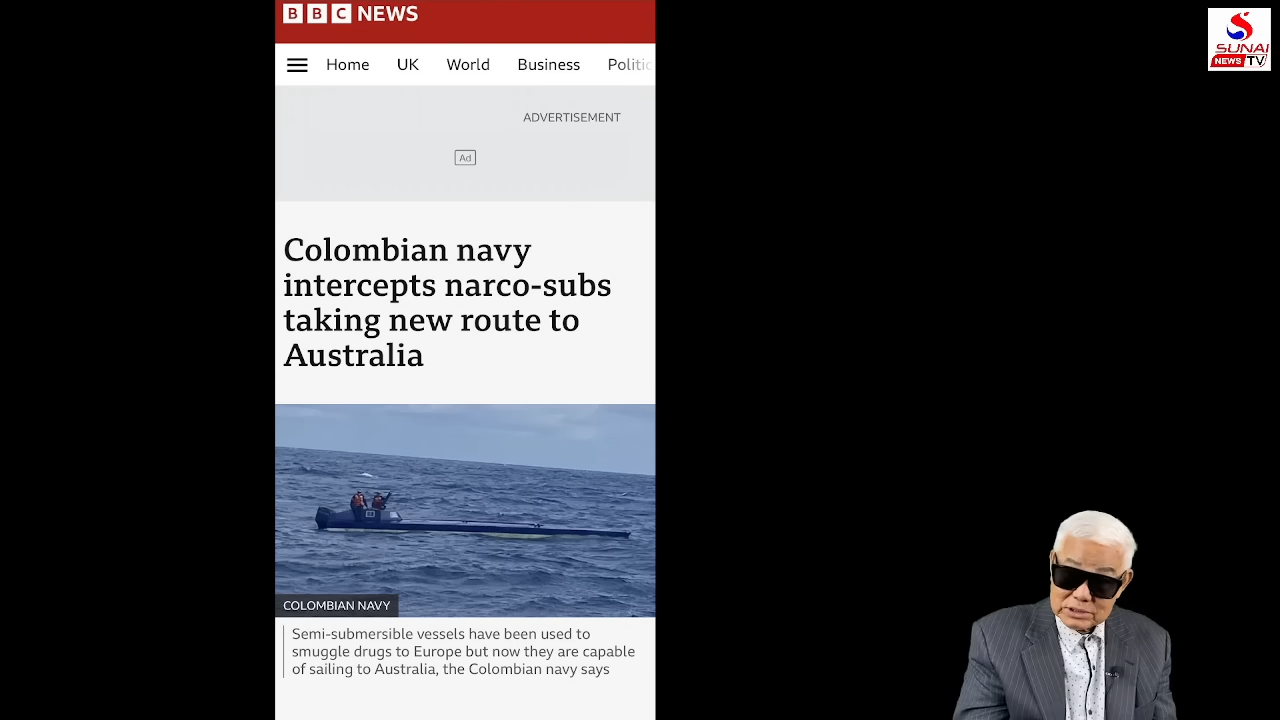 BBC NEWS
Home UK World Business Politic
ADVERTISEMENT
Ad
Colombian navy
intercepts narco-subs
taking new route to
Australia
COLOMBIAN NAVY
Semi-submersible vessels have been used to
smuggle drugs to Europe but now they are capable
of sailing to Australia, the Colombian navy says
SUNAI
NEWS TV